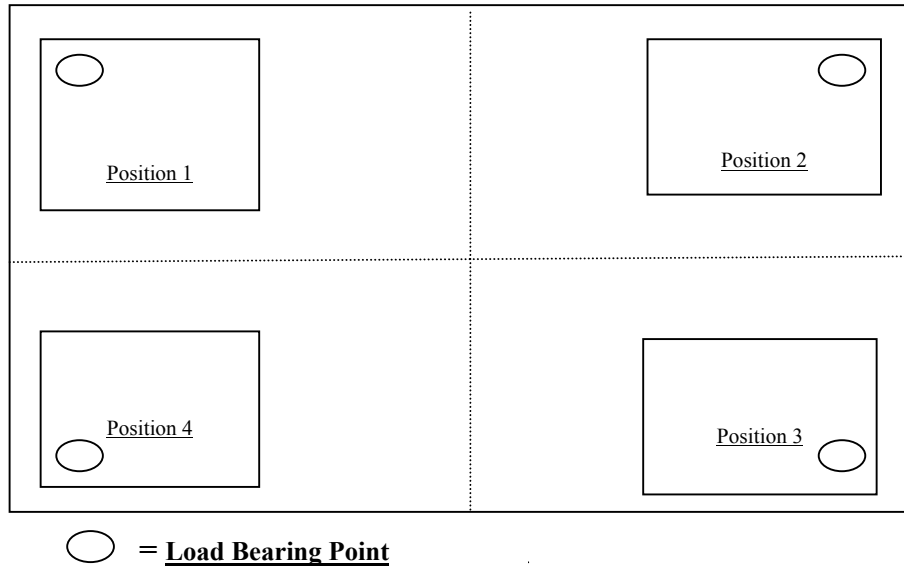 Position 1
Position 2
Position 4
Position 3
= Load Bearing Point